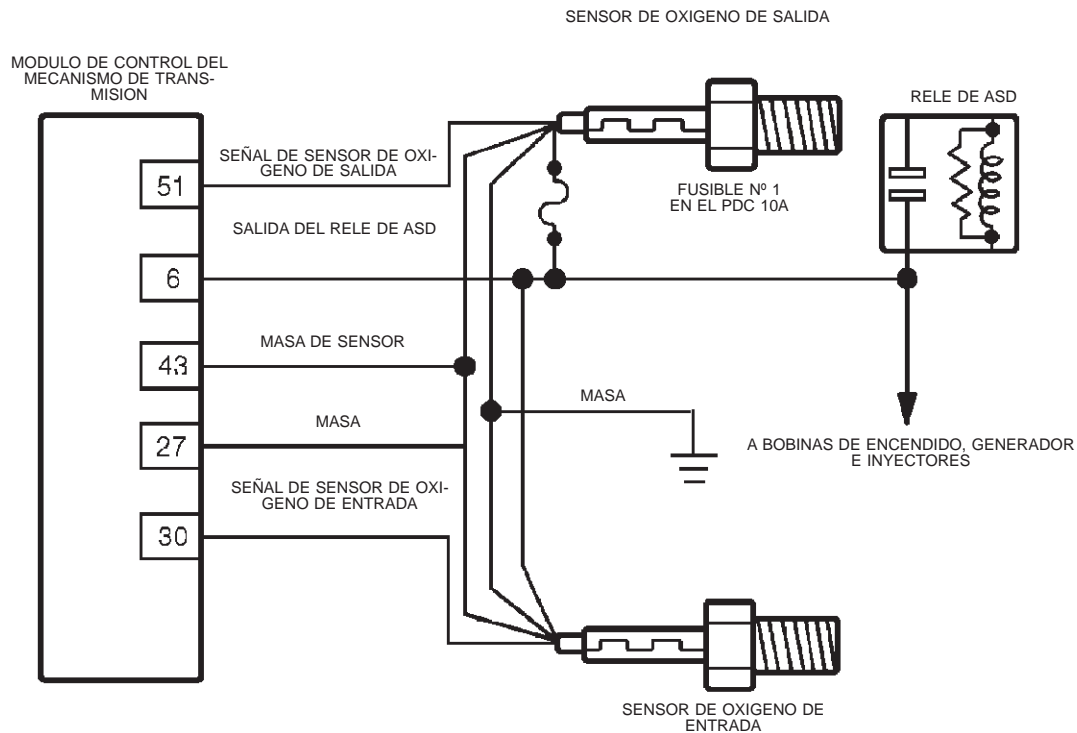 SENSOR DE OXIGENO DE SALIDA
MODULO DE CONTROL DEL
MECANISMO DE TRANS-
MISION
RELE DE ASD
SEÑAL DE SENSOR DE OXI-
GENO DE SALIDA
51
FUSIBLE Nº 1
EN EL PDC 10A
SALIDA DEL RELE DE ASD
6
MASA DE SENSOR
43
MASA
MASA
27
A BOBINAS DE ENCENDIDO, GENERADOR
E INYECTORES
SEÑAL DE SENSOR DE OXI-
GENO DE ENTRADA
30
SENSOR DE OXIGENO DE
ENTRADA